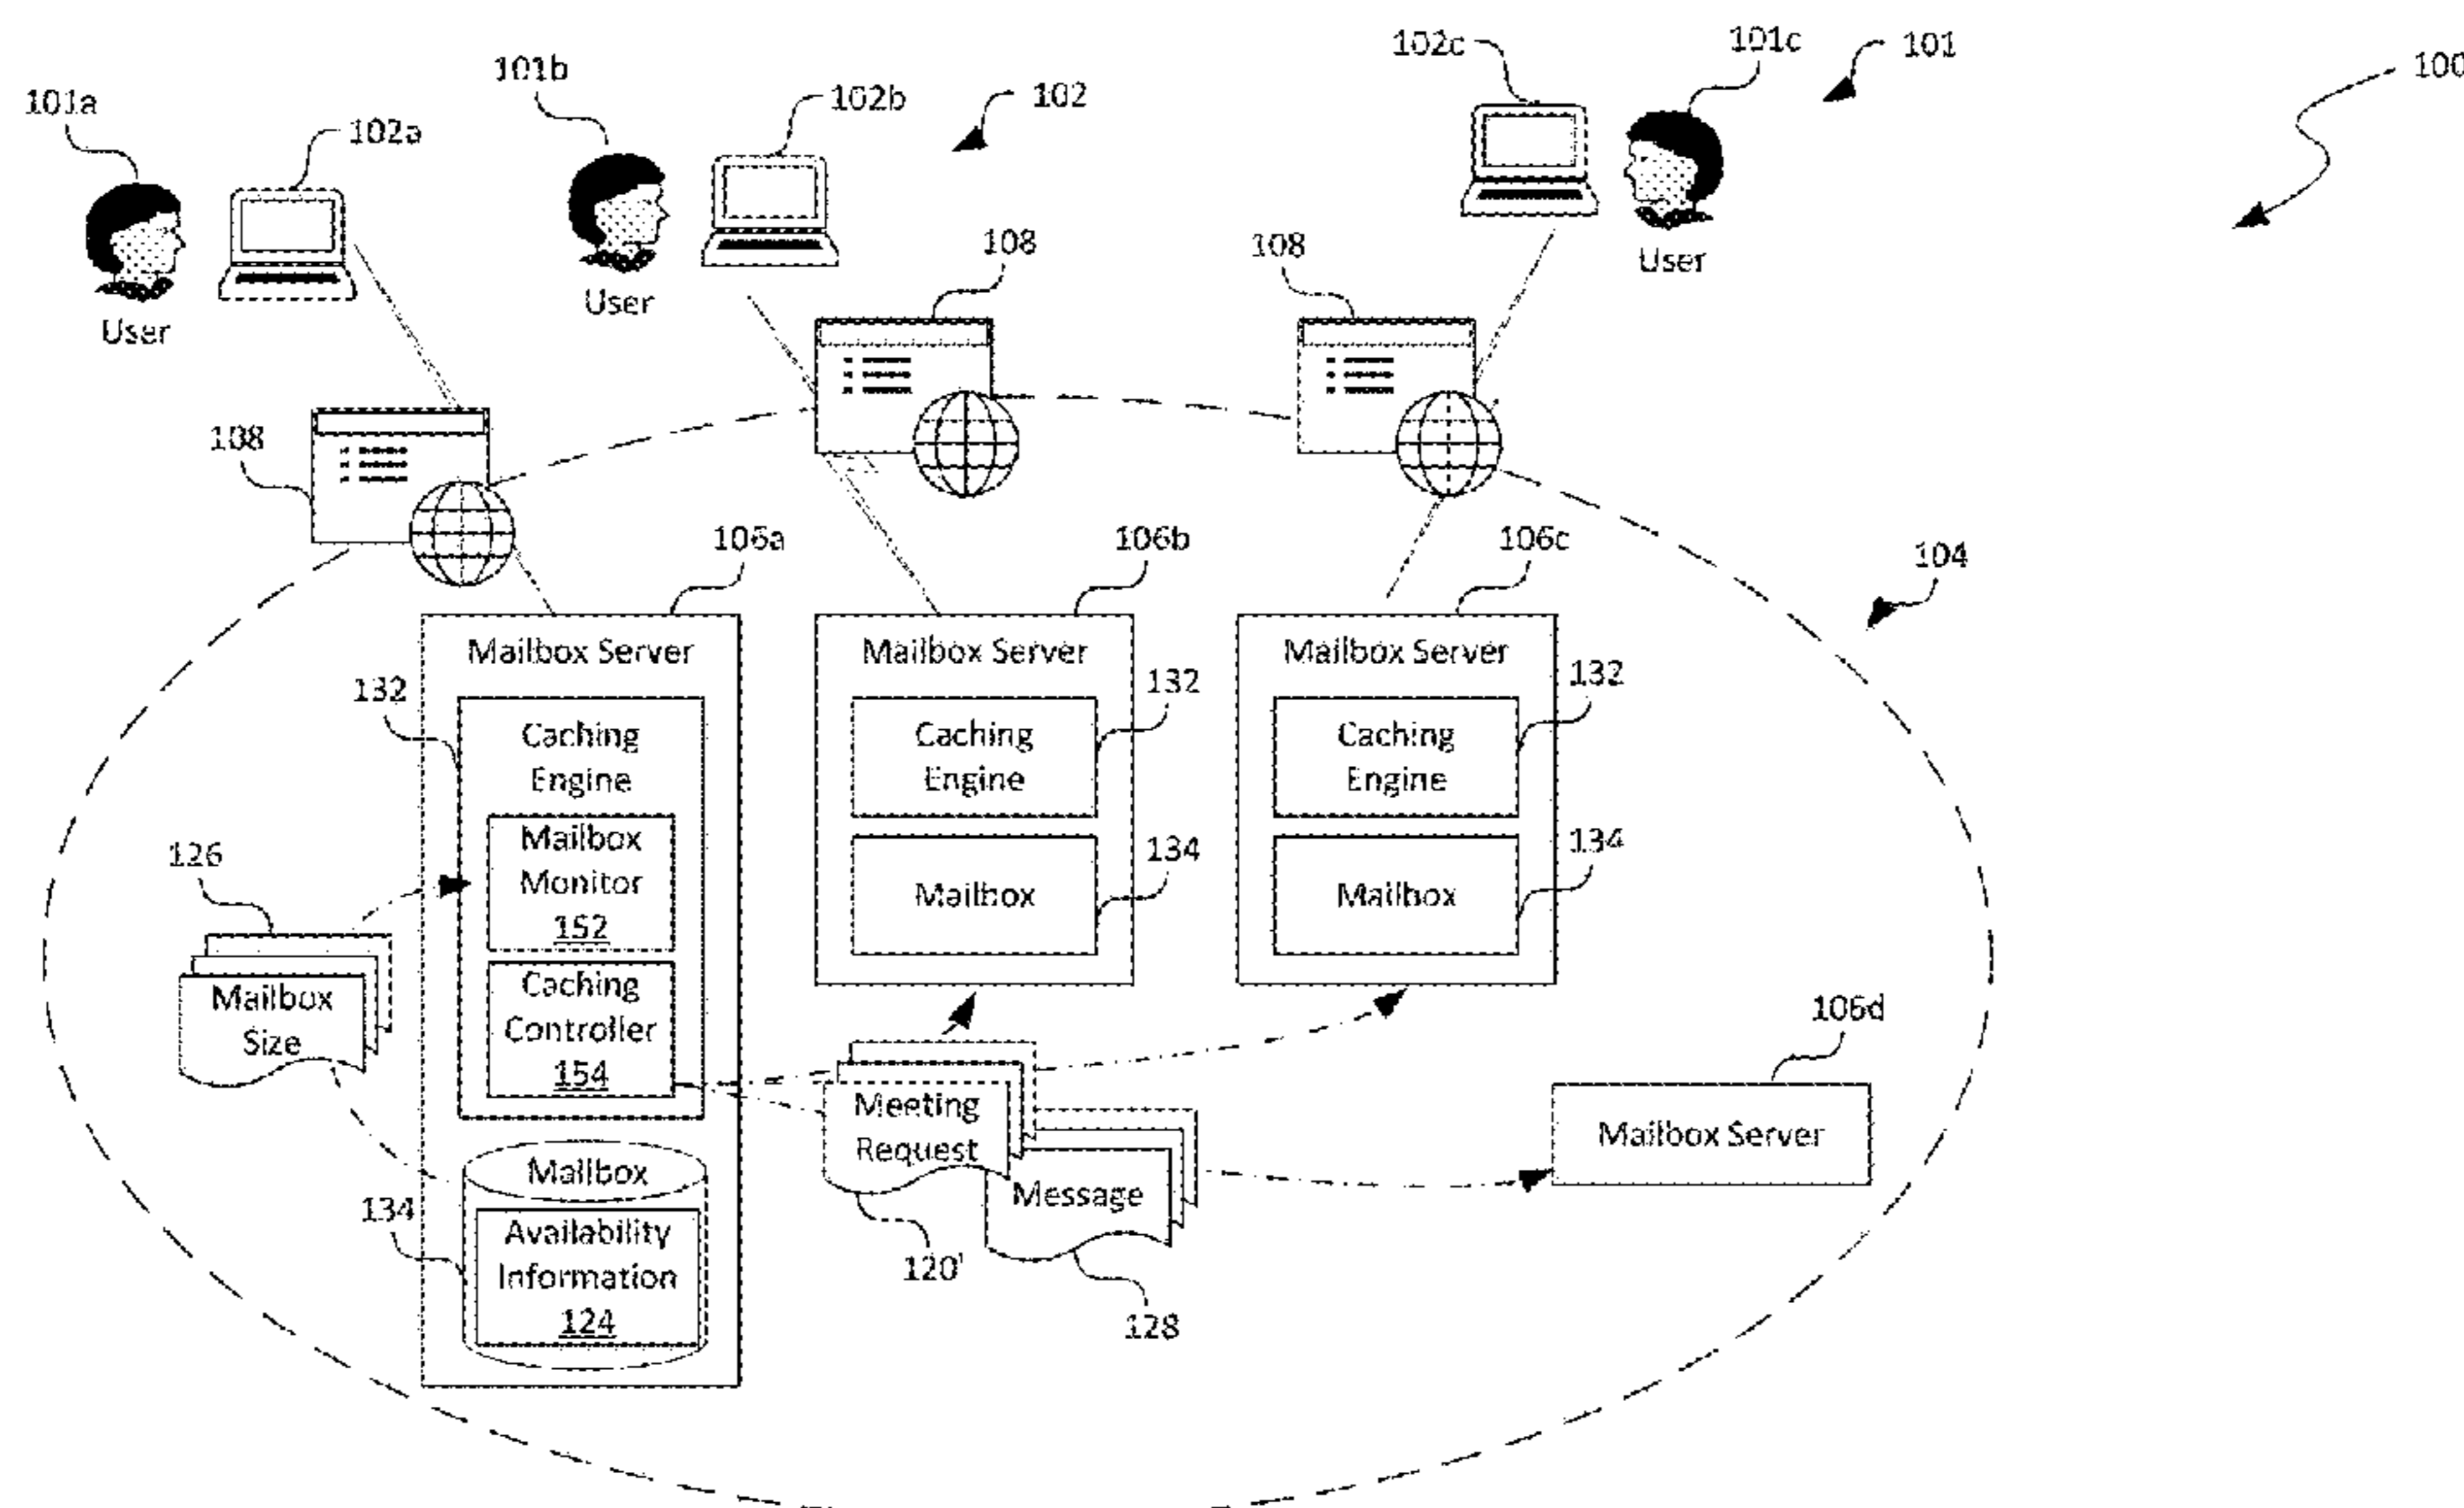 102c
101c
101
100
101b
102b
102
101a
102a
108
108
User
User
User
108
106a
106b
106c
104
Mailbox Server
Mailbox Server
Mailbox Server
132
132
132
Caching
Engine
Caching
Engine
Caching
Engine
Mailbox
Monitor
152
126
134
134
Mailbox
Mailbox
Mailbox
Size
Caching
Controller
154
106d
Meeting
Request
Mailbox Server
Mailbox
Message
134
Availability
Information
124
120'
128